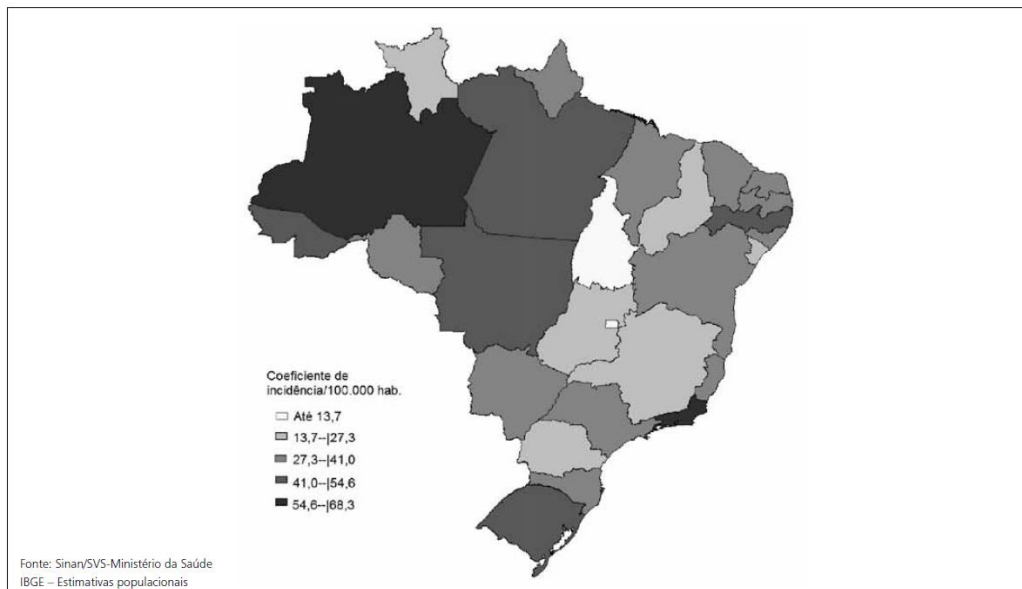 Coeficiente de
incidência/100.000 hab.
Até 13,7
13,7--|27,3
27,3--|41,0
41,0--|54,6
54,6--|68,3
Fonte: Sinan/SVS-Ministério da Saúde
IBGE – Estimativas populacionais